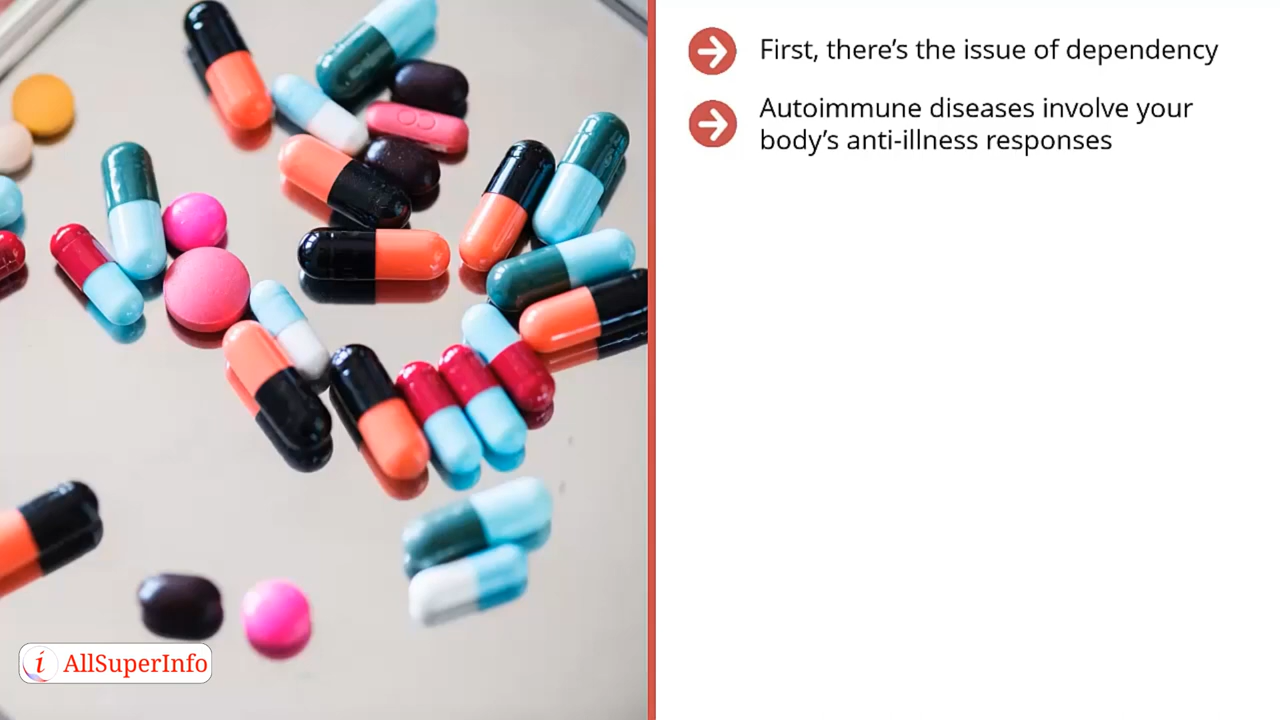 First, there’s the issue of dependency
Autoimmune diseases involve your
body’s anti-illness responses
i AllSuperInfo